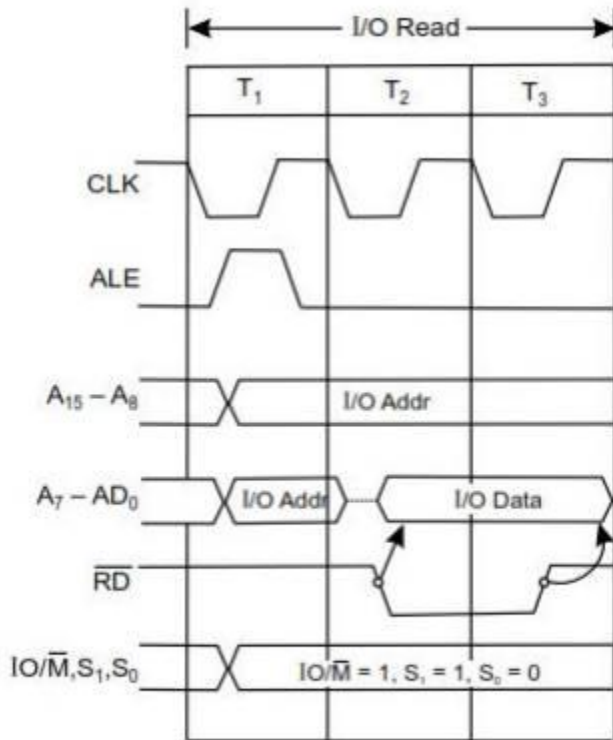 I/O Read
T₁ T₂ T₃
CLK
ALE
A₁₅ – A₈ I/O Addr
A₇ – AD₀ I/O Addr I/O Data
R̅D̅
IO/M̅,S₁,S₀ IO/M̅ = 1, S₁ = 1, S₀ = 0